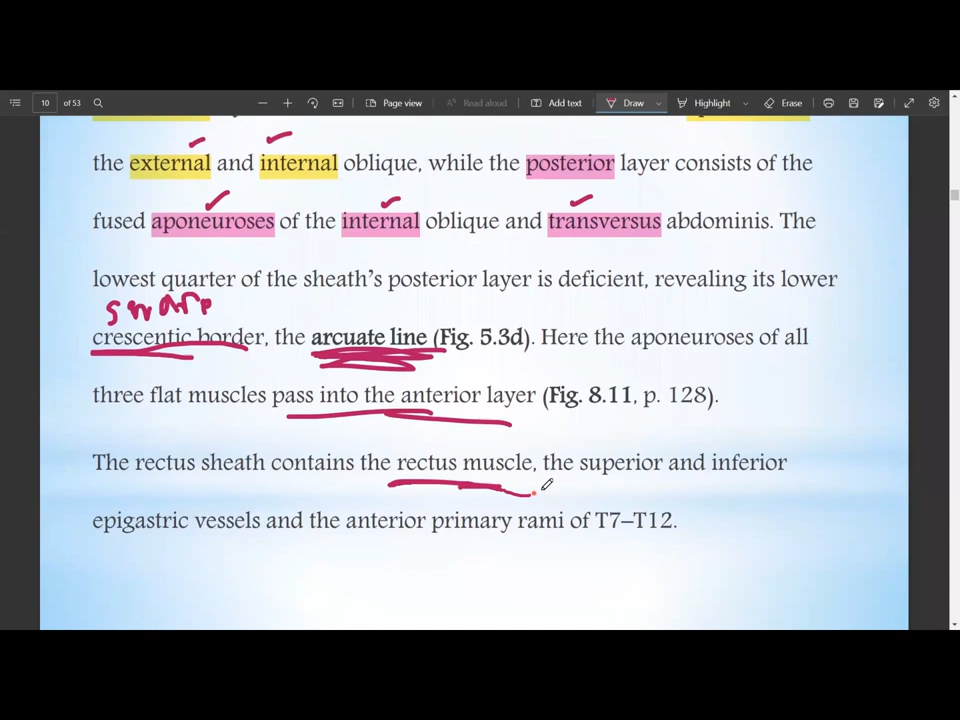 10 of 53
Page view
Read aloud
Add text
Draw
Highlight
Erase
the external and internal oblique, while the posterior layer consists of the
fused aponeuroses of the internal oblique and transversus abdominis. The
lowest quarter of the sheath's posterior layer is deficient, revealing its lower
crescentic border, the arcuate line (Fig. 5.3d). Here the aponeuroses of all
three flat muscles pass into the anterior layer (Fig. 8.11, p. 128).
The rectus sheath contains the rectus muscle, the superior and inferior
epigastric vessels and the anterior primary rami of T7–T12.